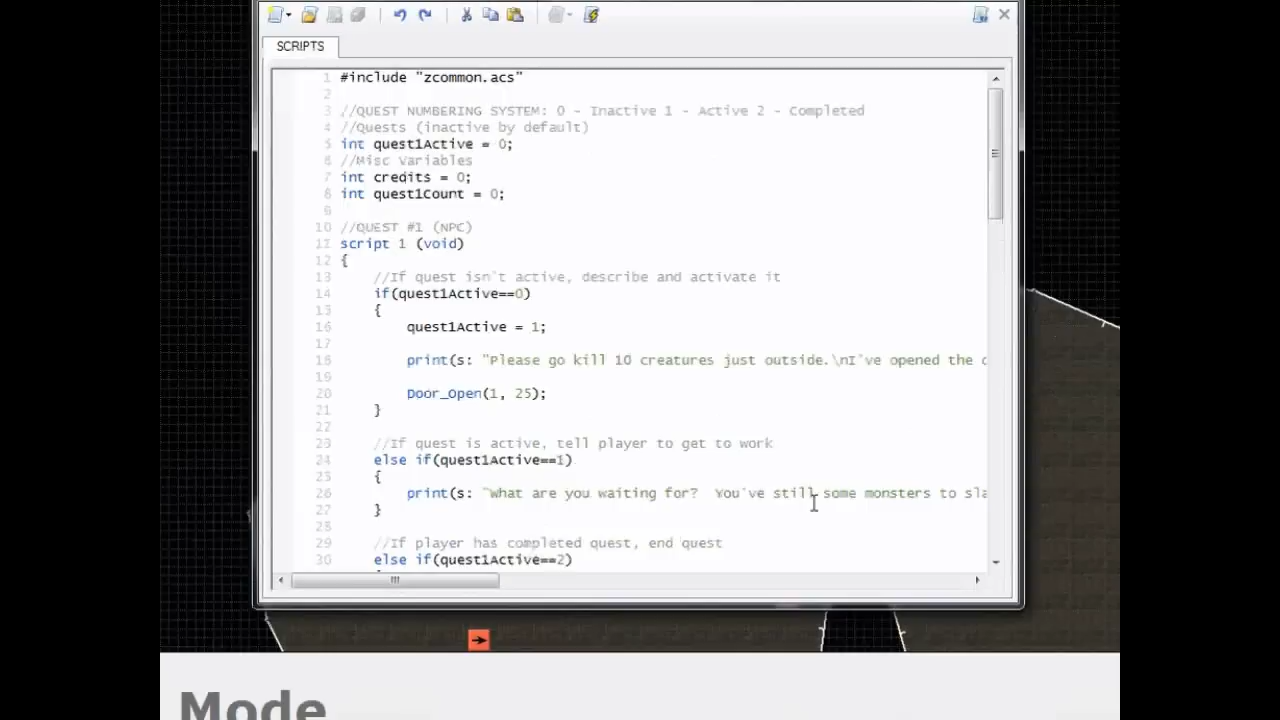 SCRIPTS
1 #include "zcommon.acs"
2
3 //QUEST NUMBERING SYSTEM: 0 - Inactive 1 - Active 2 - Completed
4 //Quests (inactive by default)
5 int quest1Active = 0;
6 //Misc Variables
7 int credits = 0;
8 int quest1Count = 0;
9
10 //QUEST #1 (NPC)
11 script 1 (void)
12 {
13 //If quest isn't active, describe and activate it
14 if(quest1Active==0)
15 {
16 quest1Active = 1;
17
18 print(s: "Please go kill 10 creatures just outside.\nI've opened the
19
20 Door_Open(1, 25);
21 }
22
23 //If quest is active, tell player to get to work
24 else if(quest1Active==1)
25 {
26 print(s: "What are you waiting for?  You've still some monsters to sla
27 }
28
29 //If player has completed quest, end quest
30 else if(quest1Active==2)
Mode